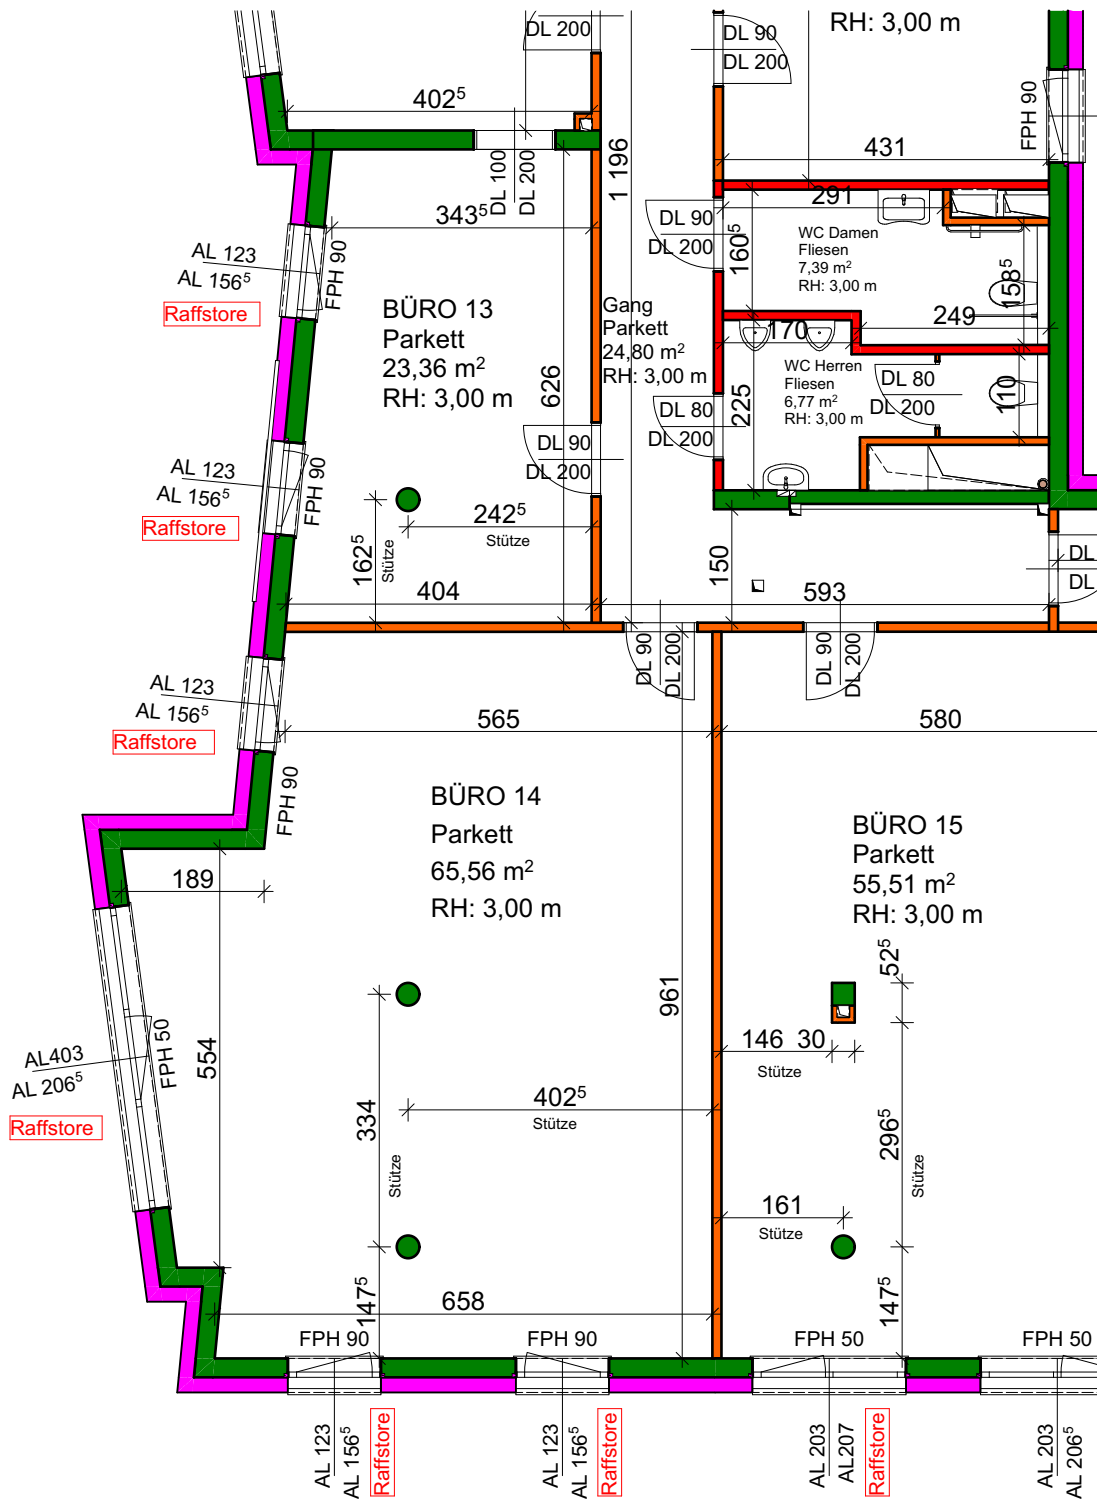 RH: 3,00 m
DL 200
DL 90
DL 200
FPH 90
402⁵
431
DL 100
DL 200
1 196
291
343⁵
DL 90
DL 200
160⁵
WC Damen
Fliesen
7,39 m²
RH: 3,00 m
158⁵
249
AL 123
AL 156⁵
FPH 90
Raffstore
BÜRO 13
Parkett
23,36 m²
RH: 3,00 m
626
Gang
Parkett
24,80 m²
RH: 3,00 m
170
WC Herren
Fliesen
6,77 m²
RH: 3,00 m
225
DL 80
DL 200
DL 80
DL 200
110
DL 90
DL 200
AL 123
AL 156⁵
FPH 90
Raffstore
242⁵
Stütze
162⁵
Stütze
150
DL
DL
404
593
DL 90
DL 200
DL 90
DL 200
AL 123
AL 156⁵
Raffstore
FPH 90
565
580
BÜRO 14
Parkett
65,56 m²
RH: 3,00 m
BÜRO 15
Parkett
55,51 m²
RH: 3,00 m
189
52⁵
961
146 30
Stütze
AL403
AL 206⁵
FPH 50
Raffstore
554
334
Stütze
402⁵
Stütze
296⁵
Stütze
161
Stütze
147⁵
658
147⁵
FPH 90
FPH 90
FPH 50
FPH 50
AL 123
AL 156⁵
Raffstore
AL 123
AL 156⁵
Raffstore
AL 203
AL207
Raffstore
AL 203
AL 206⁵